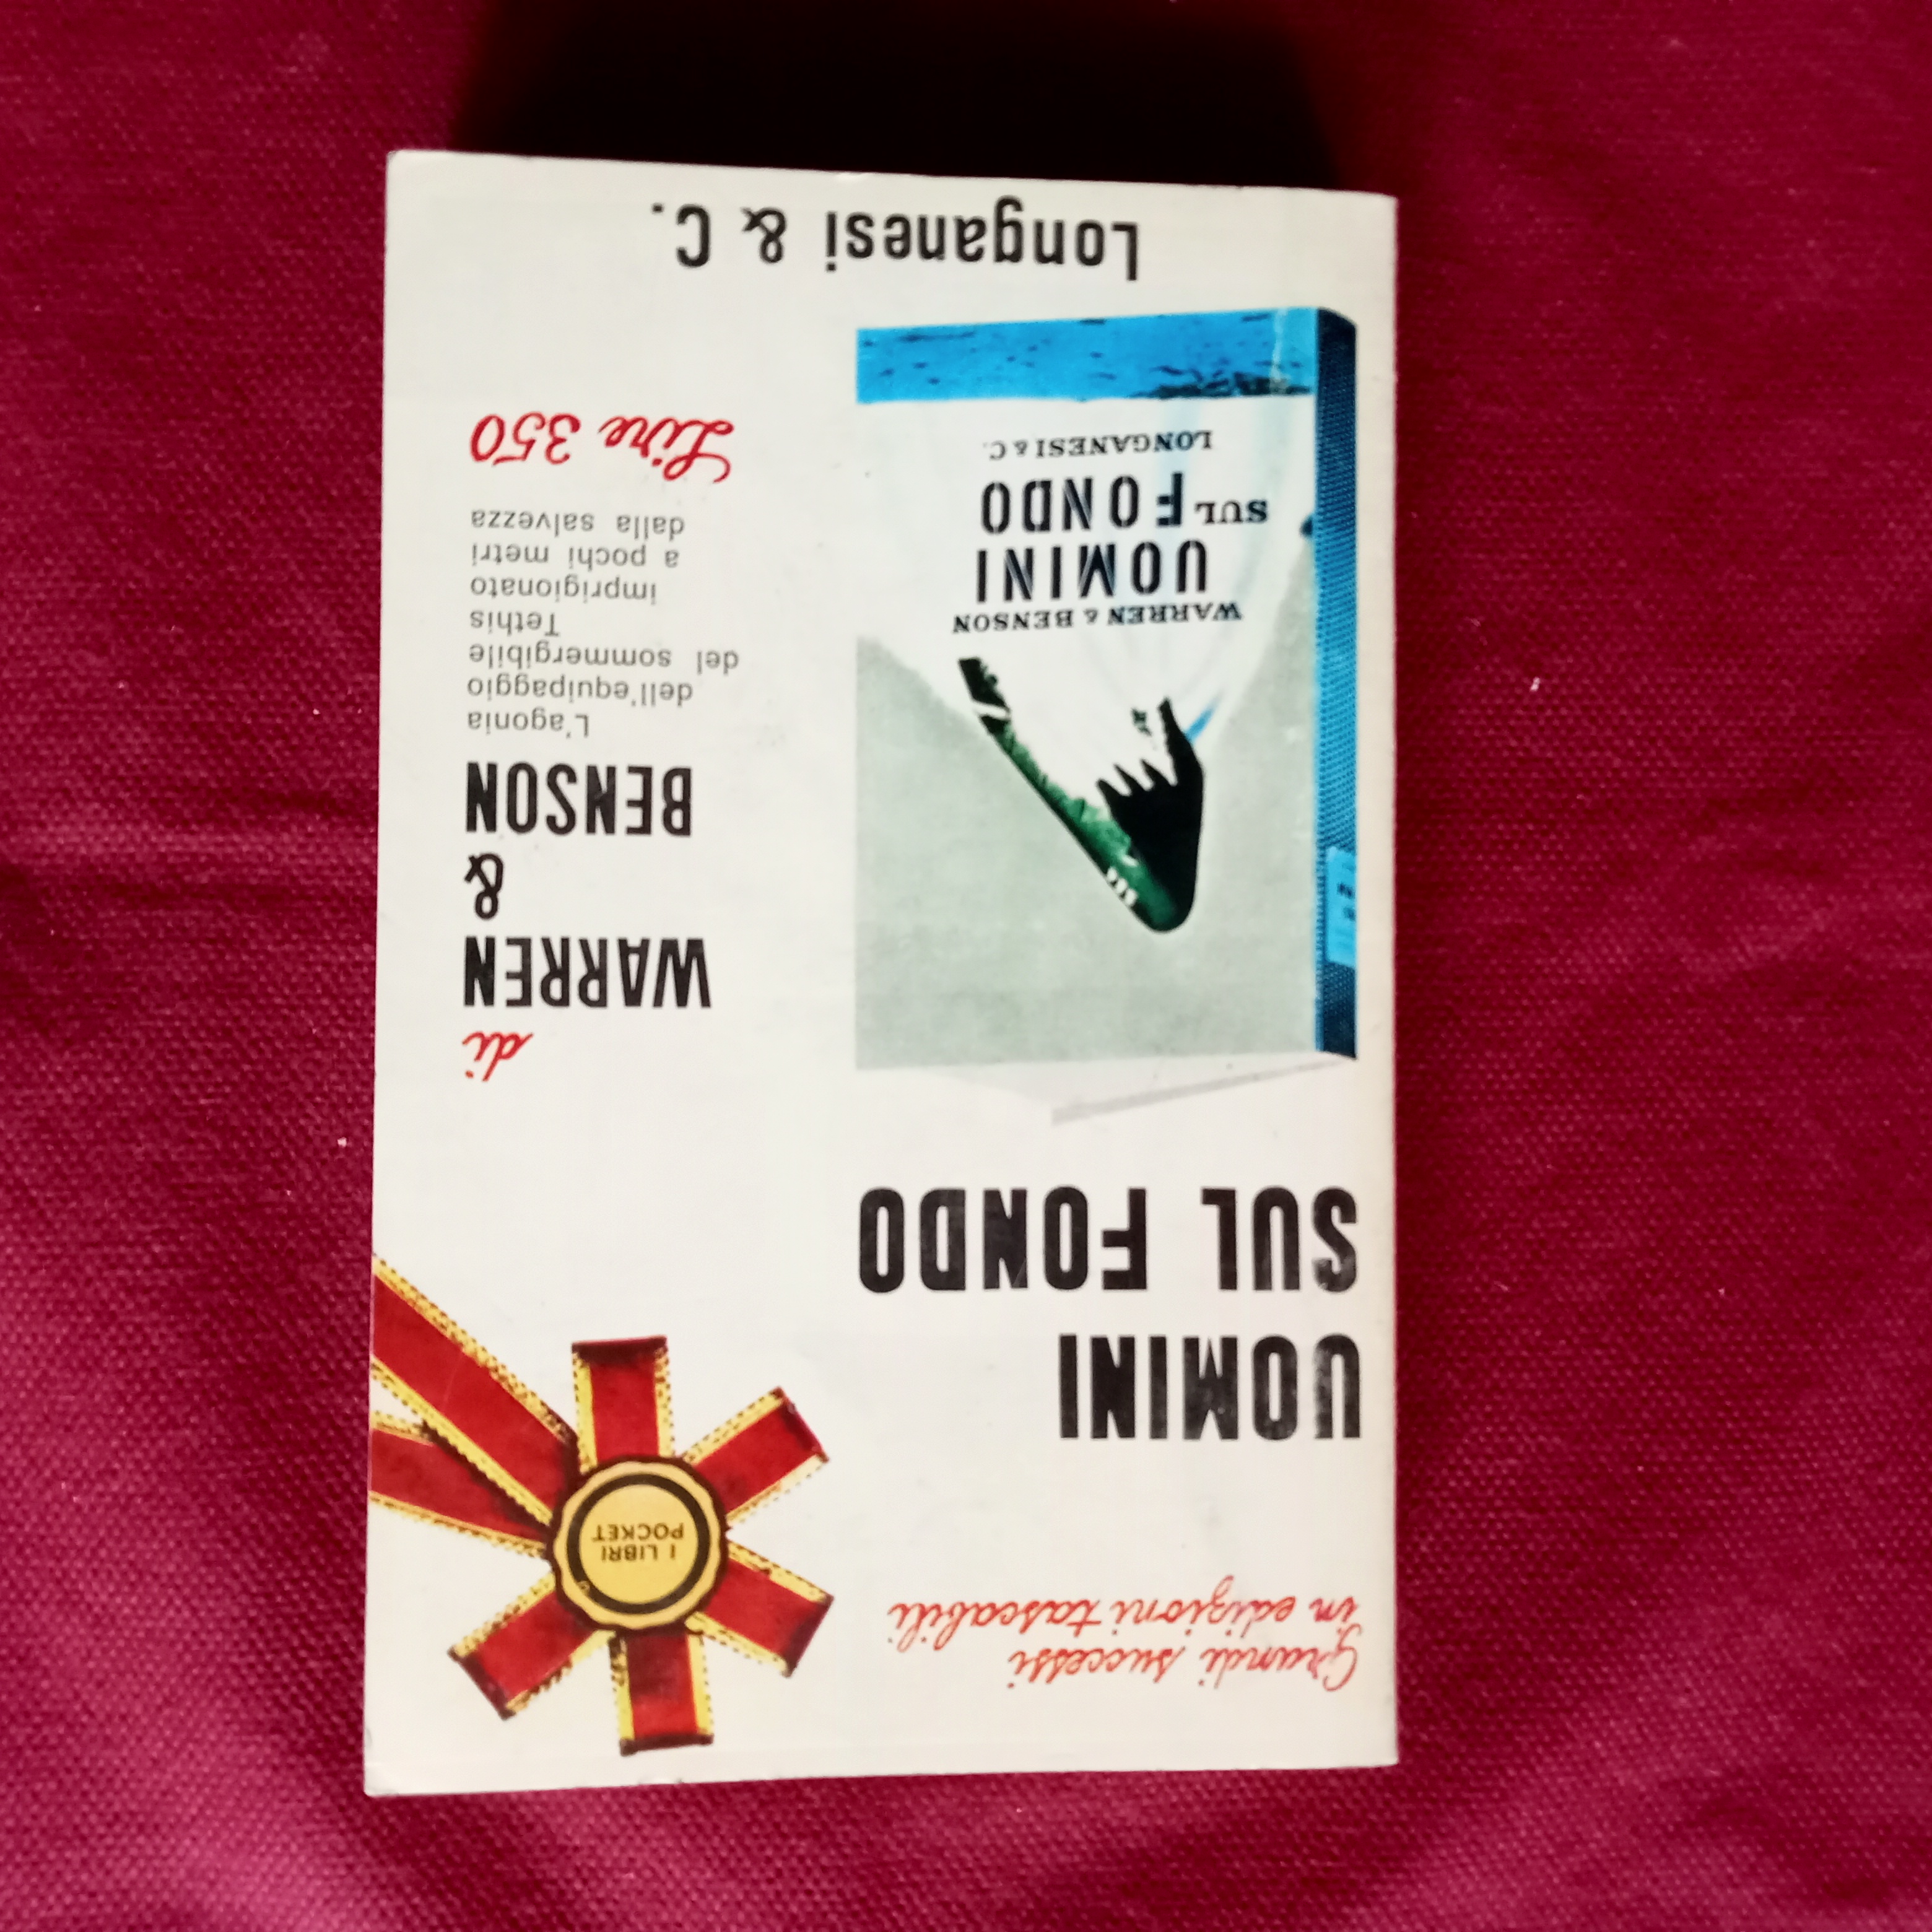 Grandi successi
in edizioni tascabili
I LIBRI
POCKET
UOMINI
SUL FONDO
di
WARREN
&
BENSON
L'agonia
dell'equipaggio
del sommergibile
Tethis
imprigionato
a pochi metri
dalla salvezza
Lire 350
WARREN & BENSON
UOMINI
SUL FONDO
LONGANESI & C.
Longanesi & C.